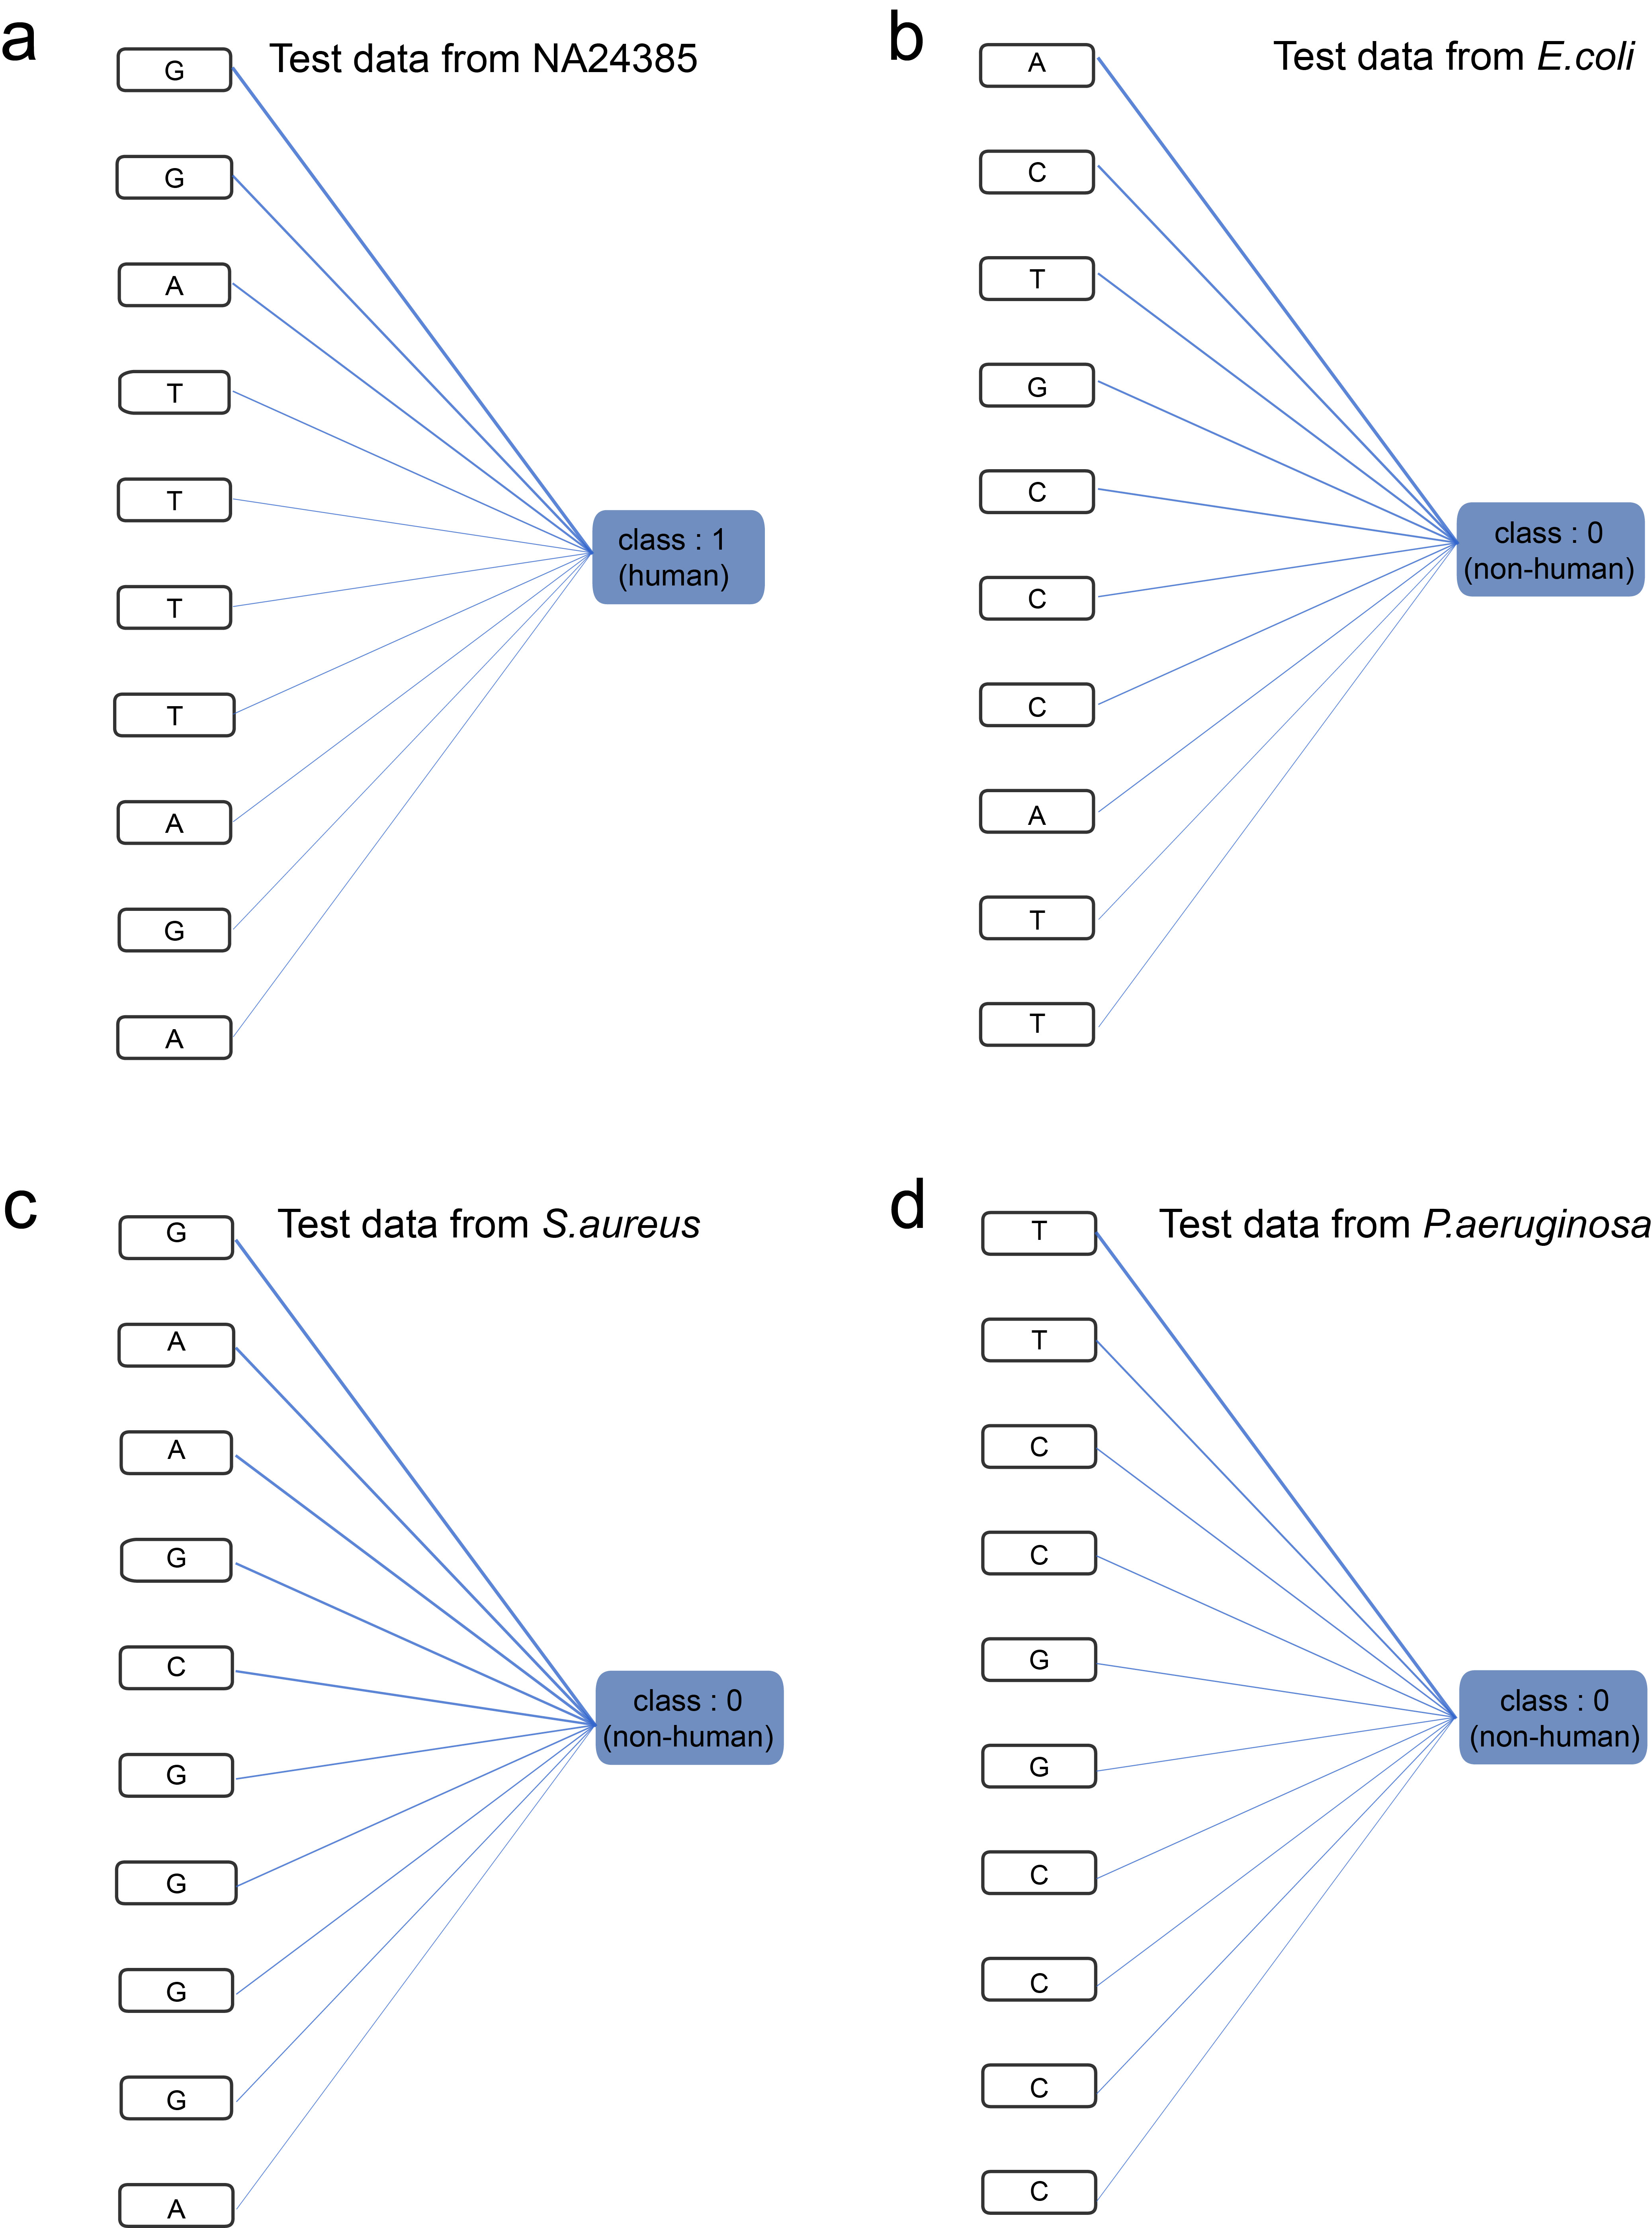 a
Test data from NA24385
G
G
A
T
T
T
T
A
G
A
class : 1
(human)
b
Test data from E.coli
A
C
T
G
C
C
C
A
T
T
class : 0
(non-human)
c
Test data from S.aureus
G
A
A
G
C
G
G
G
G
A
class : 0
(non-human)
d
Test data from P.aeruginosa
T
T
C
C
G
G
C
C
C
C
class : 0
(non-human)